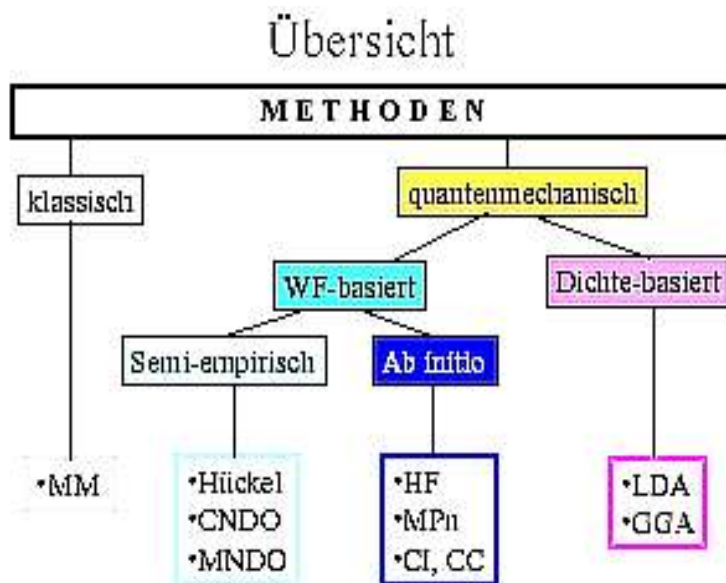 Übersicht
METHODEN
klassisch
quantenmechanisch
WF-basiert
Dichte-basiert
Semi-empirisch
Ab initio
•MM
•Hückel
•CNDO
•MNDO
•HF
•MPn
•CI, CC
•LDA
•GGA